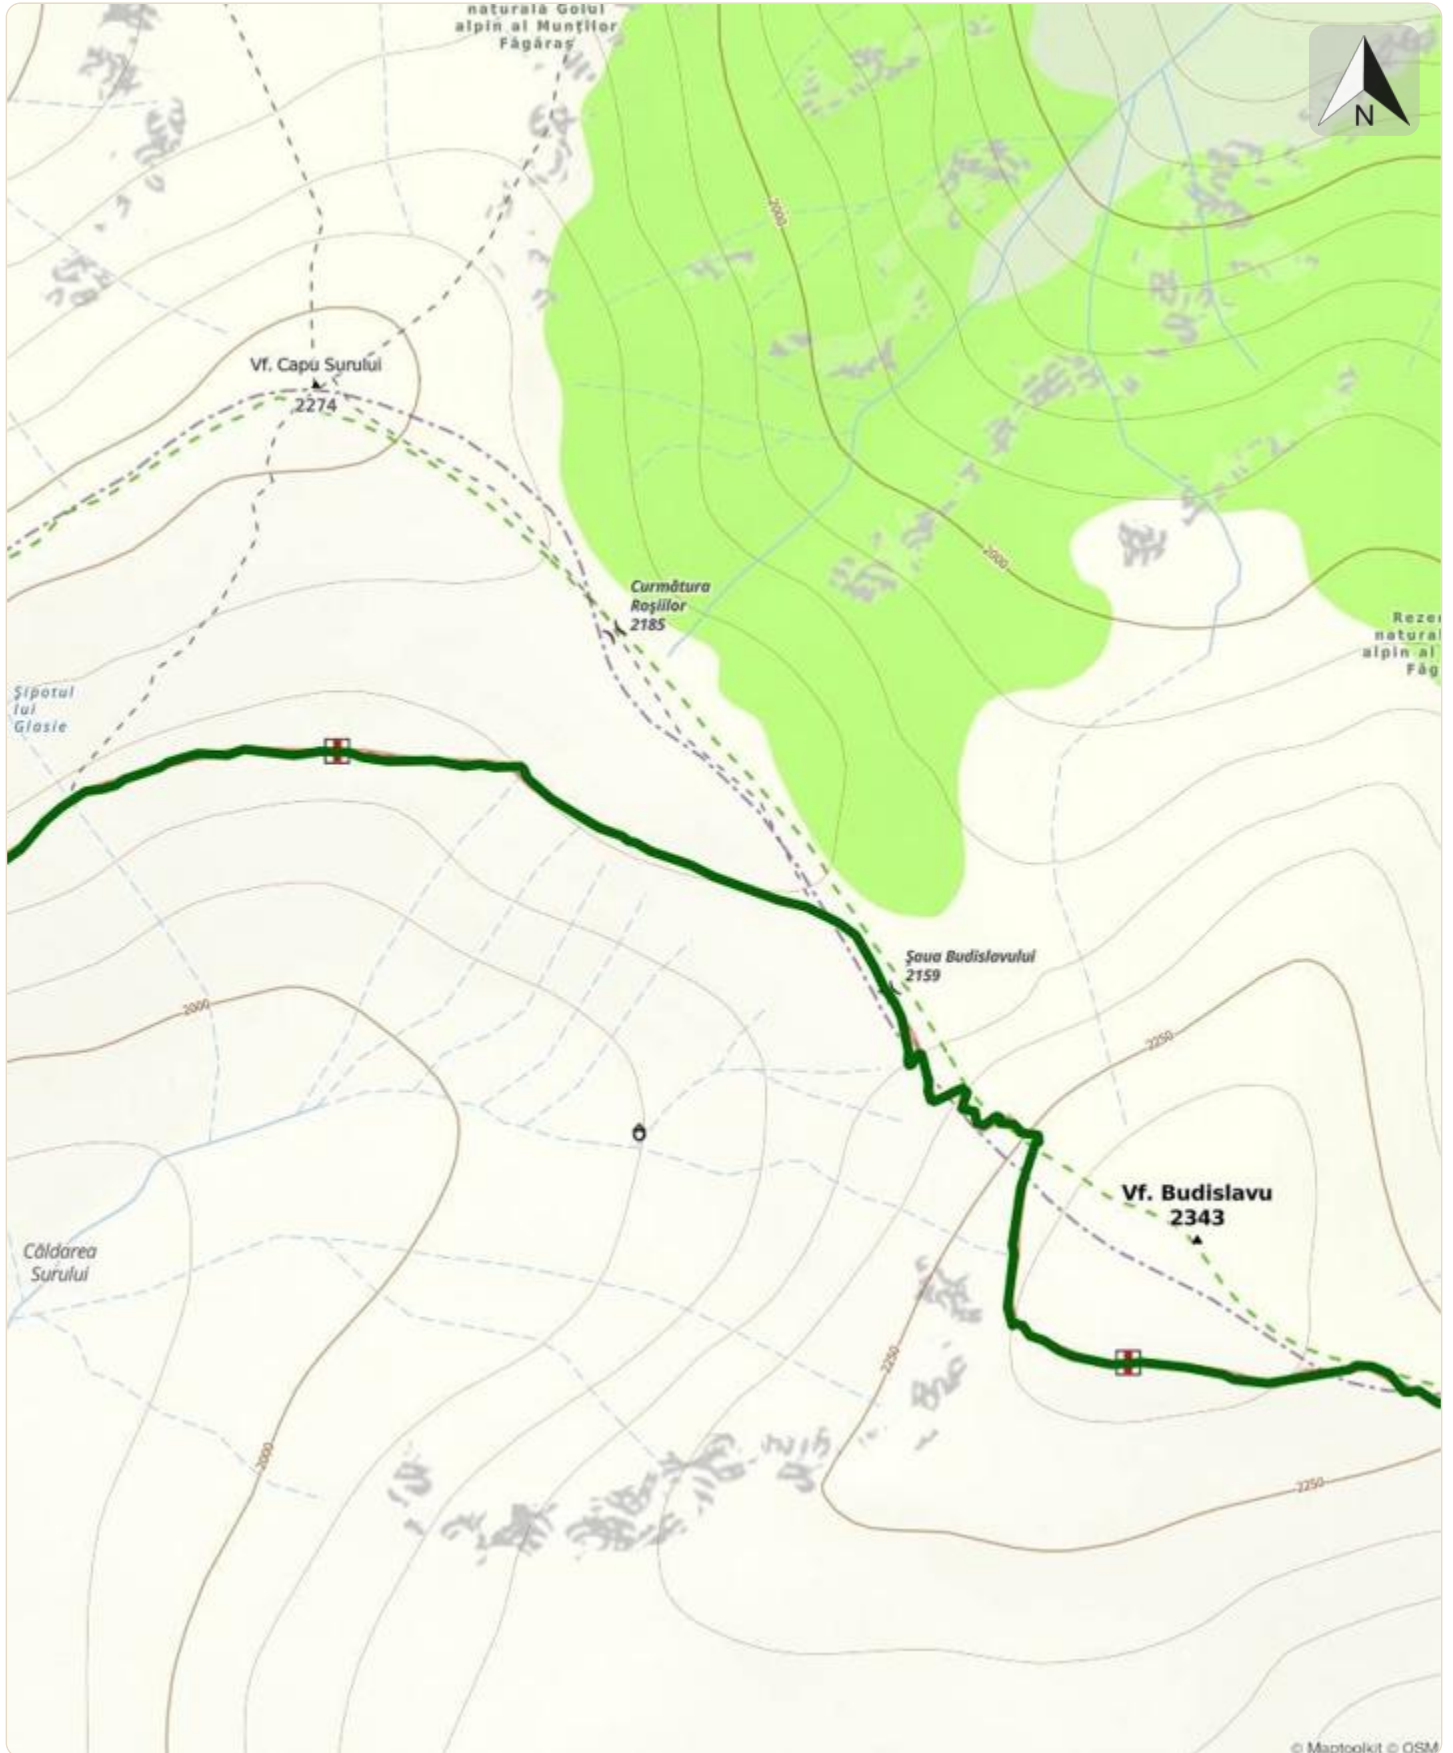 naturală Golul
alpin al Munților
Făgăraș
N
2000
Vf. Capu Surului
2274
2000
Curmătura
Roșiilor
2185
Reze
natural
alpin al
Făg
Șipotul
lui
Glasie
Șaua Budislavului
2159
2000
2250
Vf. Budislavu
2343
Căldarea
Surului
2250
2000
2250
© Maptoolkit © OSM